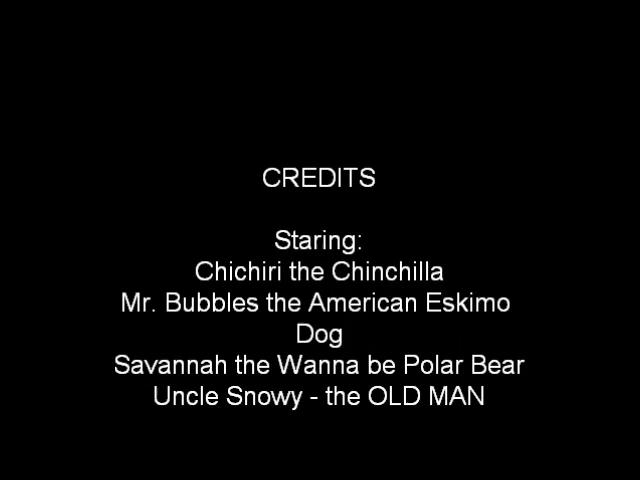 CREDITS
Staring:
Chichiri the Chinchilla
Mr. Bubbles the American Eskimo
Dog
Savannah the Wanna be Polar Bear
Uncle Snowy - the OLD MAN